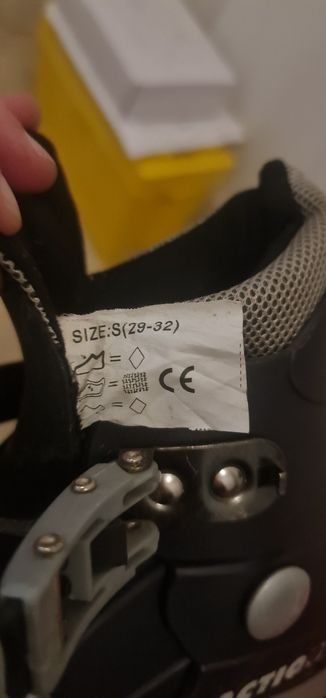 SIZE:S(29-32)
= ◇
= CE
= ◇